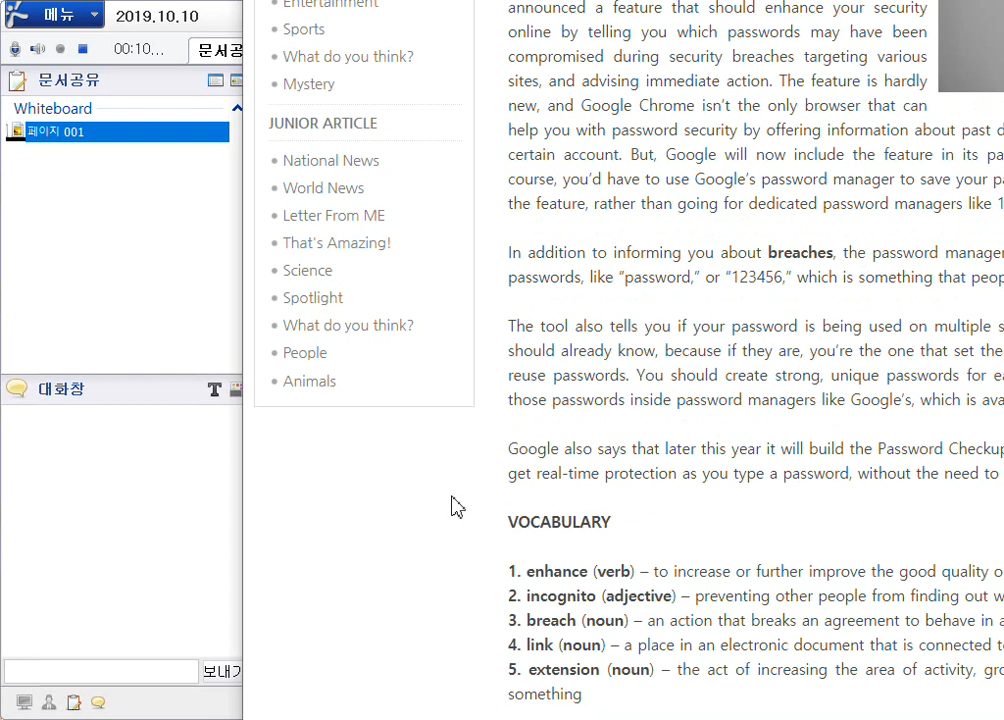 메뉴
2019.10.10
00:10...
문서공
문서공유
Whiteboard
페이지 001
대화창
T
보내기
Entertainment
Sports
What do you think?
Mystery
JUNIOR ARTICLE
National News
World News
Letter From ME
That's Amazing!
Science
Spotlight
What do you think?
People
Animals
announced a feature that should enhance your security
online by telling you which passwords may have been
compromised during security breaches targeting various
sites, and advising immediate action. The feature is hardly
new, and Google Chrome isn’t the only browser that can
help you with password security by offering information about past
certain account. But, Google will now include the feature in its
course, you’d have to use Google’s password manager to save your
the feature, rather than going for dedicated password managers like
In addition to informing you about breaches, the password manager
passwords, like “password,” or “123456,” which is something that
The tool also tells you if your password is being used on multiple
should already know, because if they are, you’re the one that set the
reuse passwords. You should create strong, unique passwords for
those passwords inside password managers like Google’s, which is
Google also says that later this year it will build the Password Checkup
get real-time protection as you type a password, without the need to
VOCABULARY
1. enhance (verb) – to increase or further improve the good quality
2. incognito (adjective) – preventing other people from finding out
3. breach (noun) – an action that breaks an agreement to behave in
4. link (noun) – a place in an electronic document that is connected
5. extension (noun) – the act of increasing the area of activity,
something